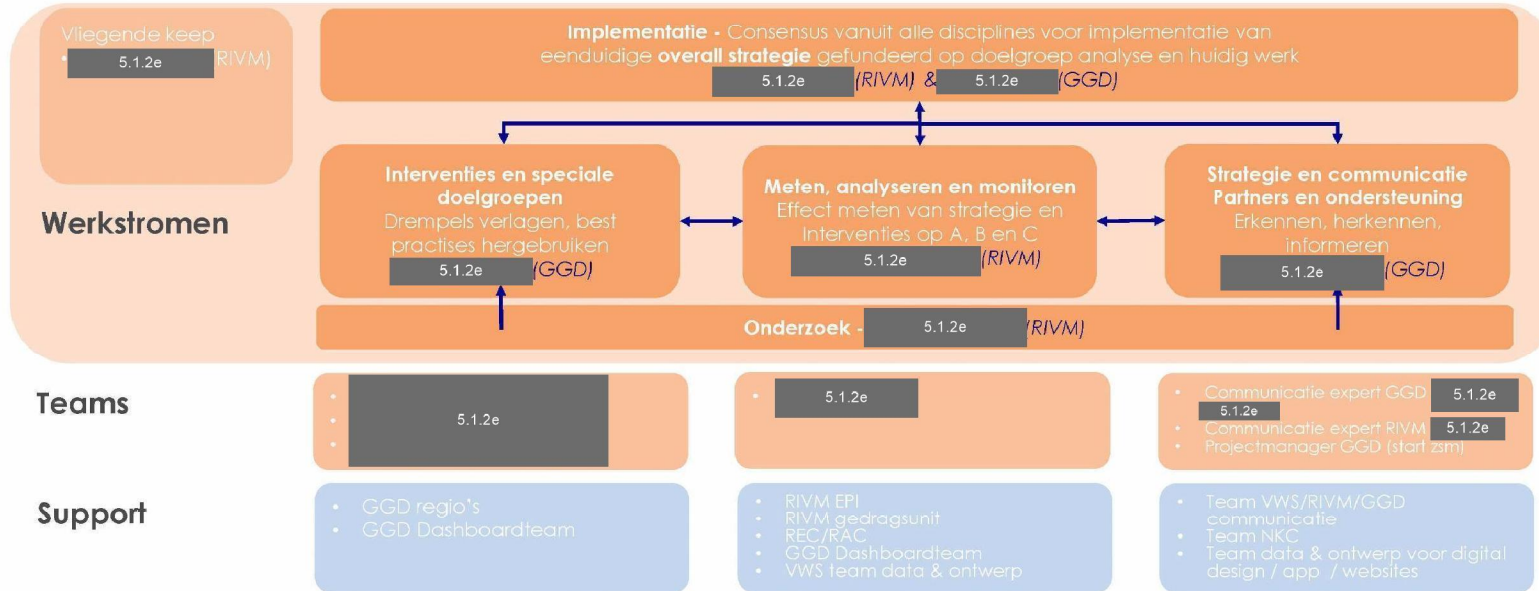 Vliegende keep
• 5.1.2e RIVM)
Implementatie - Consensus vanuit alle disciplines voor implementatie van
eenduidige overall strategie gefundeerd op doelgroep analyse en huidig werk
5.1.2e (RIVM) & 5.1.2e (GGD)
Werkstromen
Interventies en speciale
doelgroepen
Drempels verlagen, best
practises hergebruiken
5.1.2e (GGD)
Meten, analyseren en monitoren
Effect meten van strategie en
Interventies op A, B en C
5.1.2e (RIVM)
Strategie en communicatie
Partners en ondersteuning
Erkennen, herkennen,
informeren
5.1.2e (GGD)
Onderzoek - 5.1.2e (RIVM)
Teams
•
•
•
5.1.2e
• 5.1.2e
• Communicatie expert GGD 5.1.2e
5.1.2e
• Communicatie expert RIVM 5.1.2e
• Projectmanager GGD (start zsm)
Support
• GGD regio's
• GGD Dashboardteam
• RIVM EPI
• RIVM gedragsunit
• REC/RAC
• GGD Dashboardteam
• VWS team data & ontwerp
• Team VWS/RIVM/GGD
communicatie
• Team NKC
• Team data & ontwerp voor digital
design / app / websites